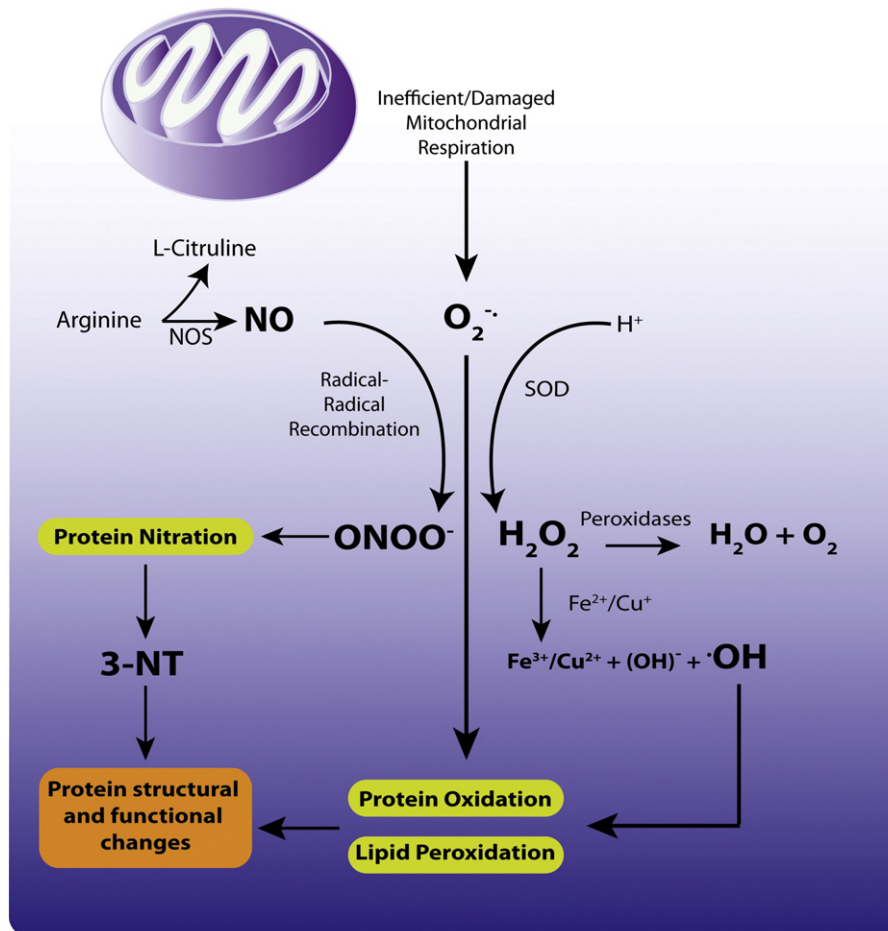 Inefficient/Damaged
Mitochondrial
Respiration
L-Citruline
Arginine
NOS
NO
O₂⁻·
H⁺
Radical-
Radical
Recombination
SOD
Protein Nitration
ONOO⁻
H₂O₂
Peroxidases
H₂O + O₂
Fe²⁺/Cu⁺
3-NT
Fe³⁺/Cu²⁺ + (OH)⁻ + ·OH
Protein structural
and functional
changes
Protein Oxidation
Lipid Peroxidation